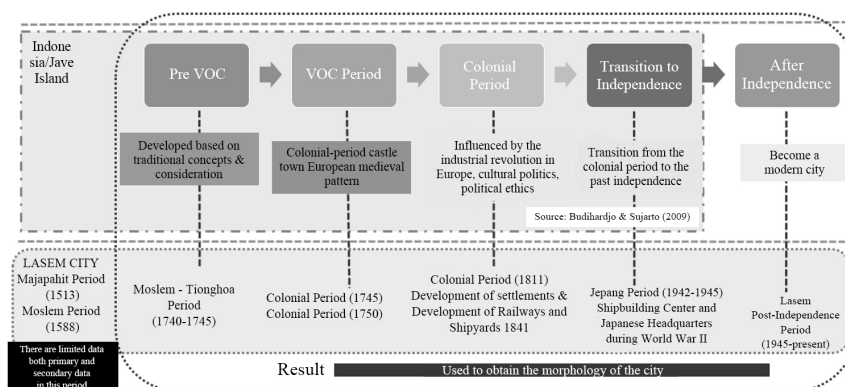 Indone
sia/Jave
Island
Pre VOC
VOC Period
Colonial
Period
Transition to
Independence
After
Independence
Developed based on
traditional concepts &
consideration
Colonial-period castle
town European medieval
pattern
Influenced by the
industrial revolution in
Europe, cultural politics,
political ethics
Transition from the
colonial period to the
past independence
Become a
modern city
Source: Budihardjo & Sujarto (2009)
LASEM CITY
Majapahit Period
(1513)
Moslem Period
(1588)
Moslem - Tionghoa
Period
(1740-1745)
Colonial Period (1745)
Colonial Period (1750)
Colonial Period (1811)
Development of settlements &
Development of Railways and
Shipyards 1841
Jepang Period (1942-1945)
Shipbuilding Center and
Japanese Headquarters
during World War II
Lasem
Post-Independence
Period
(1945-present)
There are limited data
both primary and
secondary data
in this period
Result
Used to obtain the morphology of the city